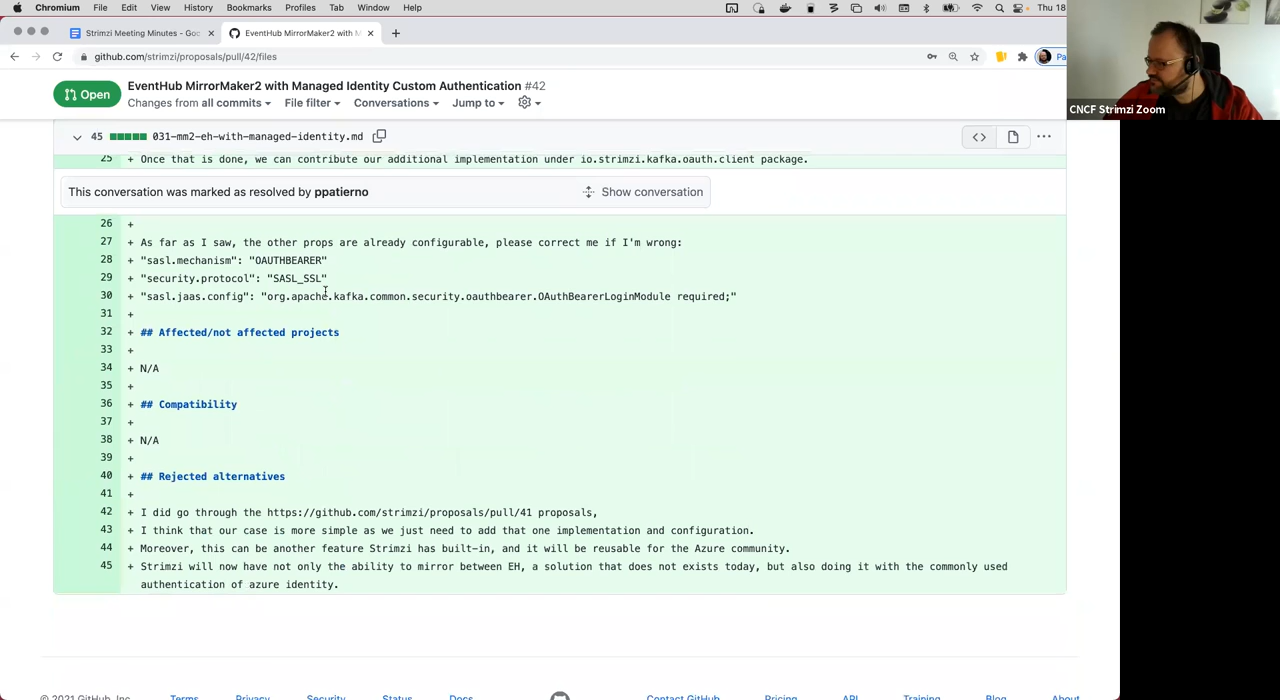 Chromium File Edit View History Bookmarks Profiles Tab Window Help Thu 18
Strimzi Meeting Minutes - Goo
EventHub MirrorMaker2 with M
github.com/strimzi/proposals/pull/42/files
Pa
Open
EventHub MirrorMaker2 with Managed Identity Custom Authentication #42
Changes from all commits File filter Conversations Jump to
CNCF Strimzi Zoom
45 031-mm2-eh-with-managed-identity.md
25 + Once that is done, we can contribute our additional implementation under io.strimzi.kafka.oauth.client package.
This conversation was marked as resolved by ppatierno Show conversation
26 +
27 + As far as I saw, the other props are already configurable, please correct me if I'm wrong:
28 + "sasl.mechanism": "OAUTHBEARER"
29 + "security.protocol": "SASL_SSL"
30 + "sasl.jaas.config": "org.apache.kafka.common.security.oauthbearer.OAuthBearerLoginModule required;"
31 +
32 + ## Affected/not affected projects
33 +
34 + N/A
35 +
36 + ## Compatibility
37 +
38 + N/A
39 +
40 + ## Rejected alternatives
41 +
42 + I did go through the https://github.com/strimzi/proposals/pull/41 proposals,
43 + I think that our case is more simple as we just need to add that one implementation and configuration.
44 + Moreover, this can be another feature Strimzi has built-in, and it will be reusable for the Azure community.
45 + Strimzi will now have not only the ability to mirror between EH, a solution that does not exists today, but also doing it with the commonly used
authentication of azure identity.
© 2021 GitHub, Inc. Terms Privacy Security Status Docs Contact GitHub Pricing API Training Blog About